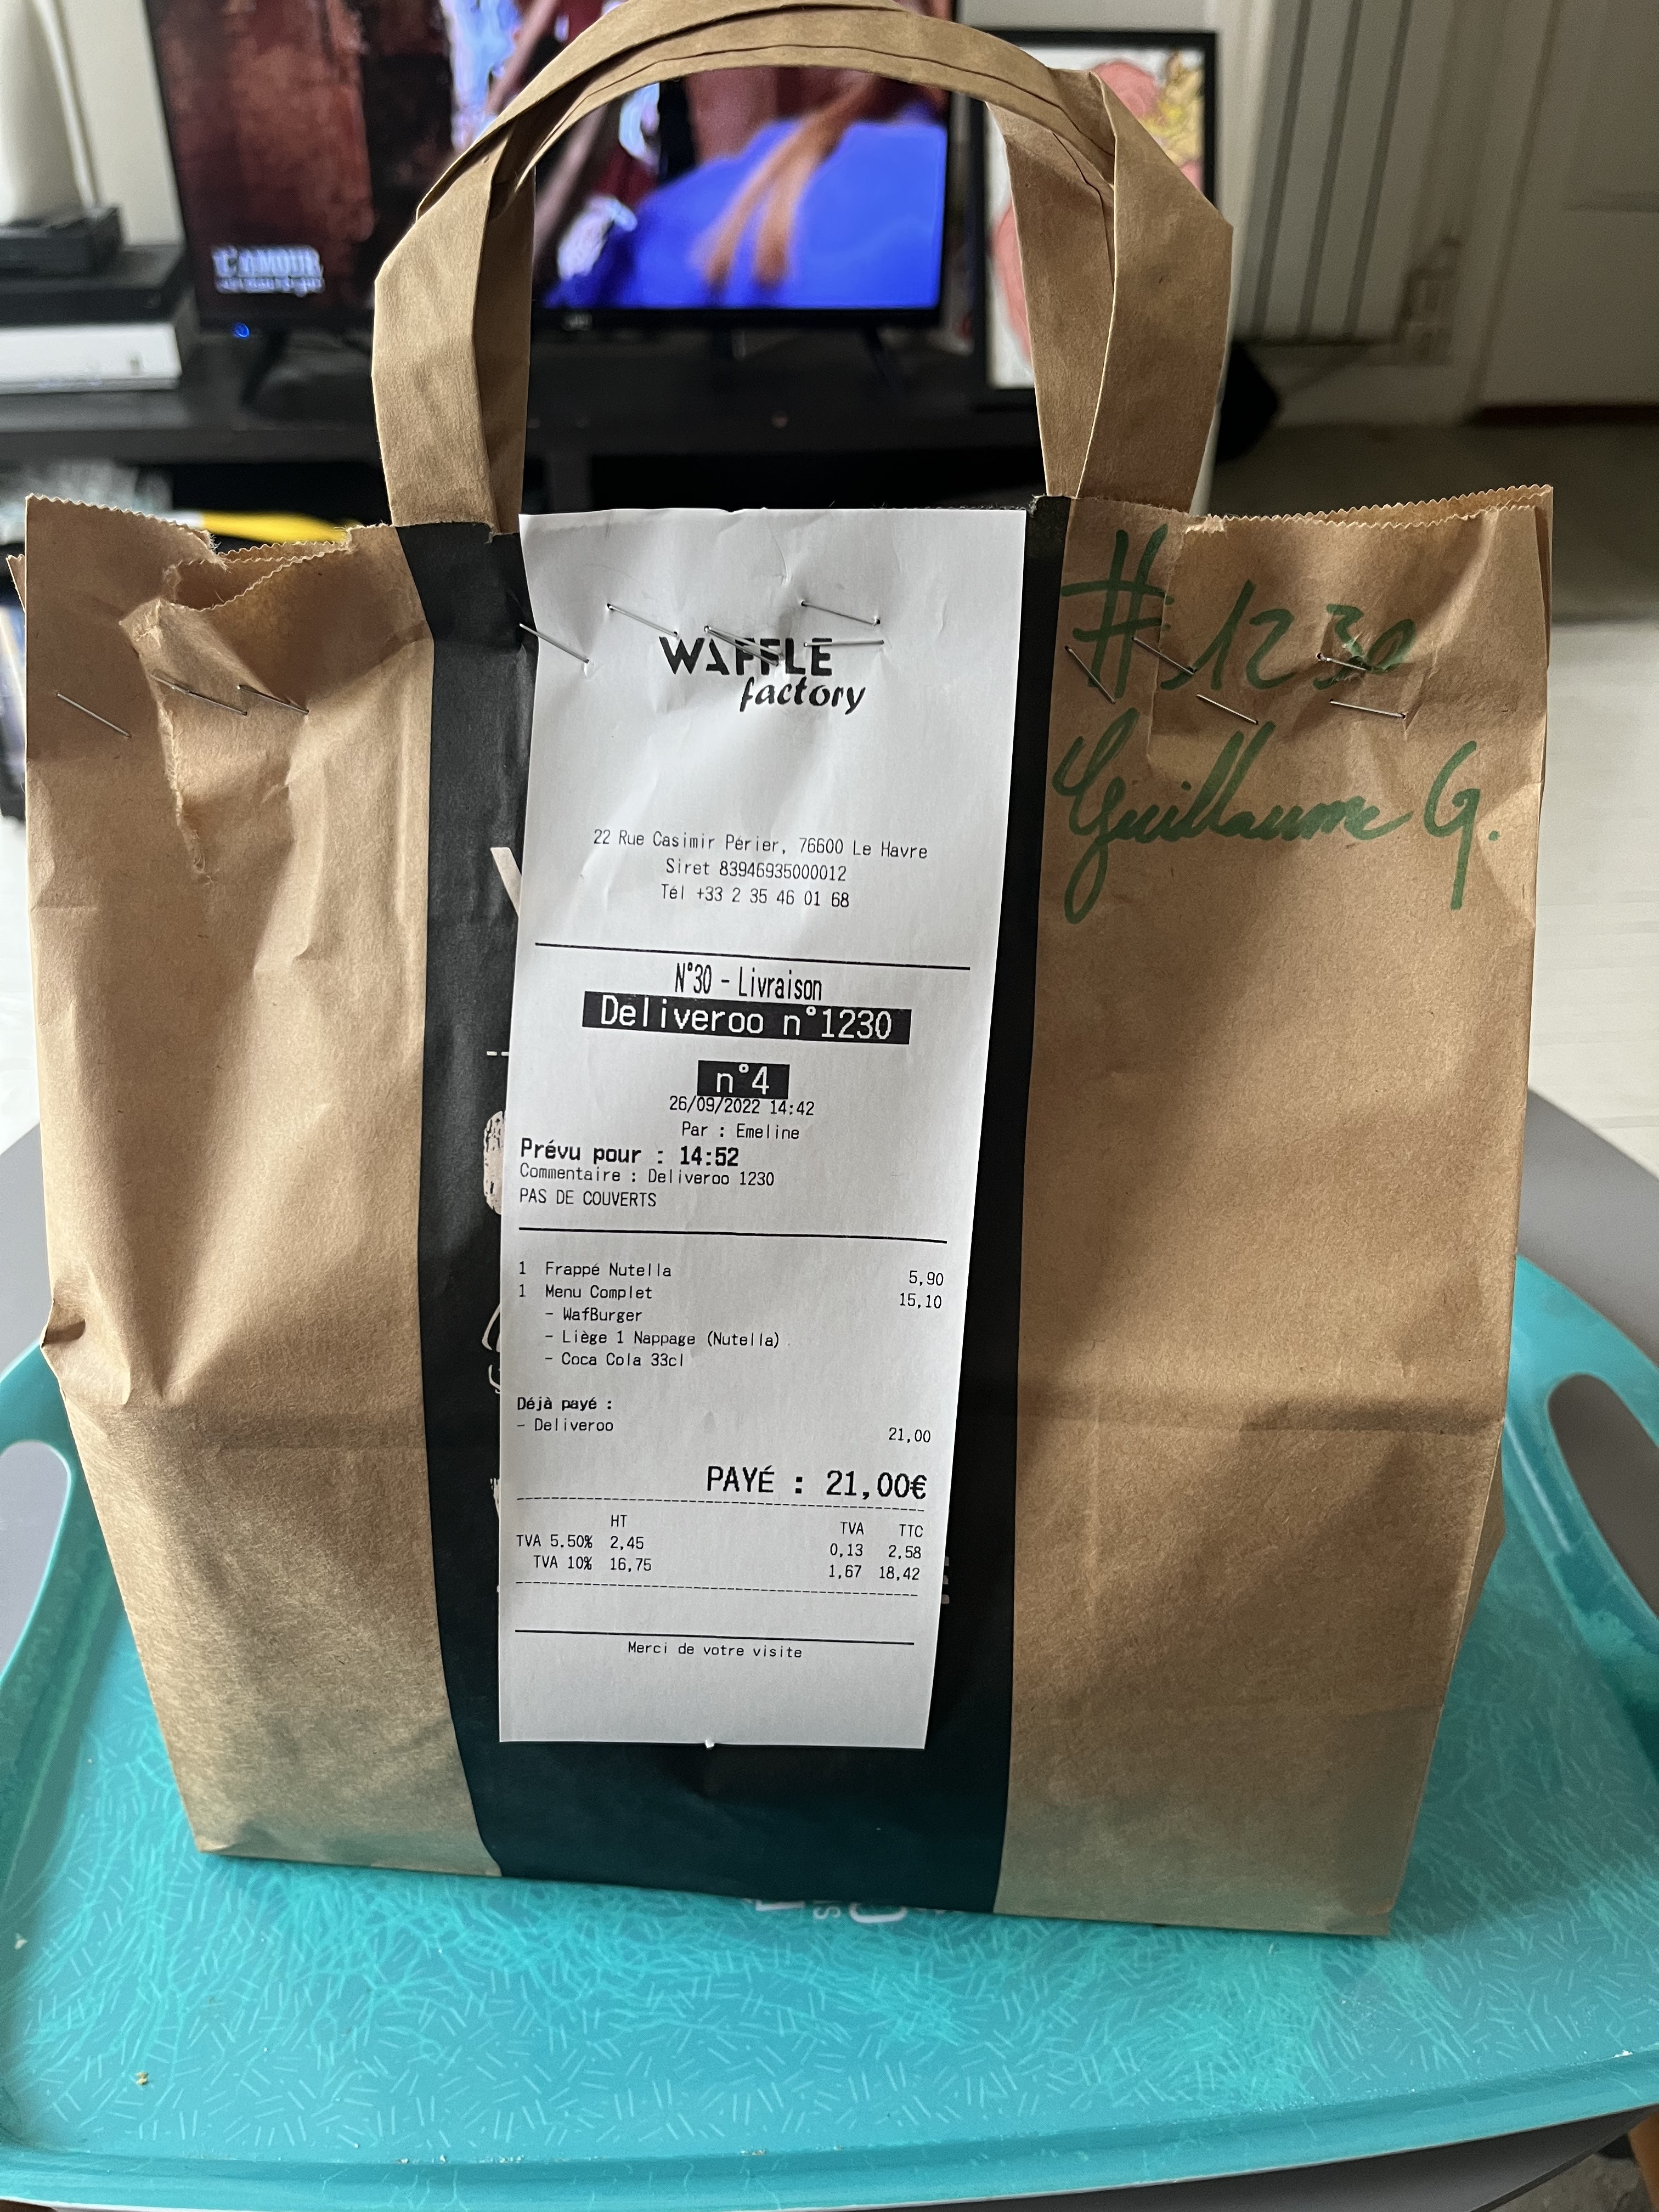 L'AMOUR
#1230
Guillaume G.
WAFFLE
factory
22 Rue Casimir Périer, 76600 Le Havre
Siret 83946935000012
Tél +33 2 35 46 01 68
N°30 - Livraison
Deliveroo n°1230
n°4
26/09/2022 14:42
Par : Emeline
Prévu pour : 14:52
Commentaire : Deliveroo 1230
PAS DE COUVERTS
1 Frappé Nutella 5,90
1 Menu Complet 15,10
- WafBurger
- Liège 1 Nappage (Nutella)
- Coca Cola 33cl
Déjà payé :
- Deliveroo 21,00
PAYÉ : 21,00€
HT TVA TTC
TVA 5.50% 2,45 0,13 2,58
TVA 10% 16,75 1,67 18,42
Merci de votre visite